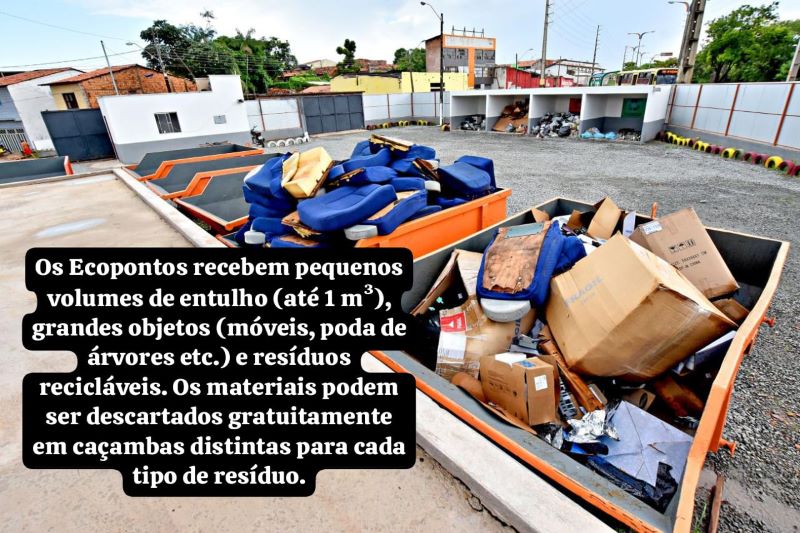 Os Ecopontos recebem pequenos
volumes de entulho (até 1 m³),
grandes objetos (móveis, poda de
árvores etc.) e resíduos
recicláveis. Os materiais podem
ser descartados gratuitamente
em caçambas distintas para cada
tipo de resíduo.
FRÁGIL